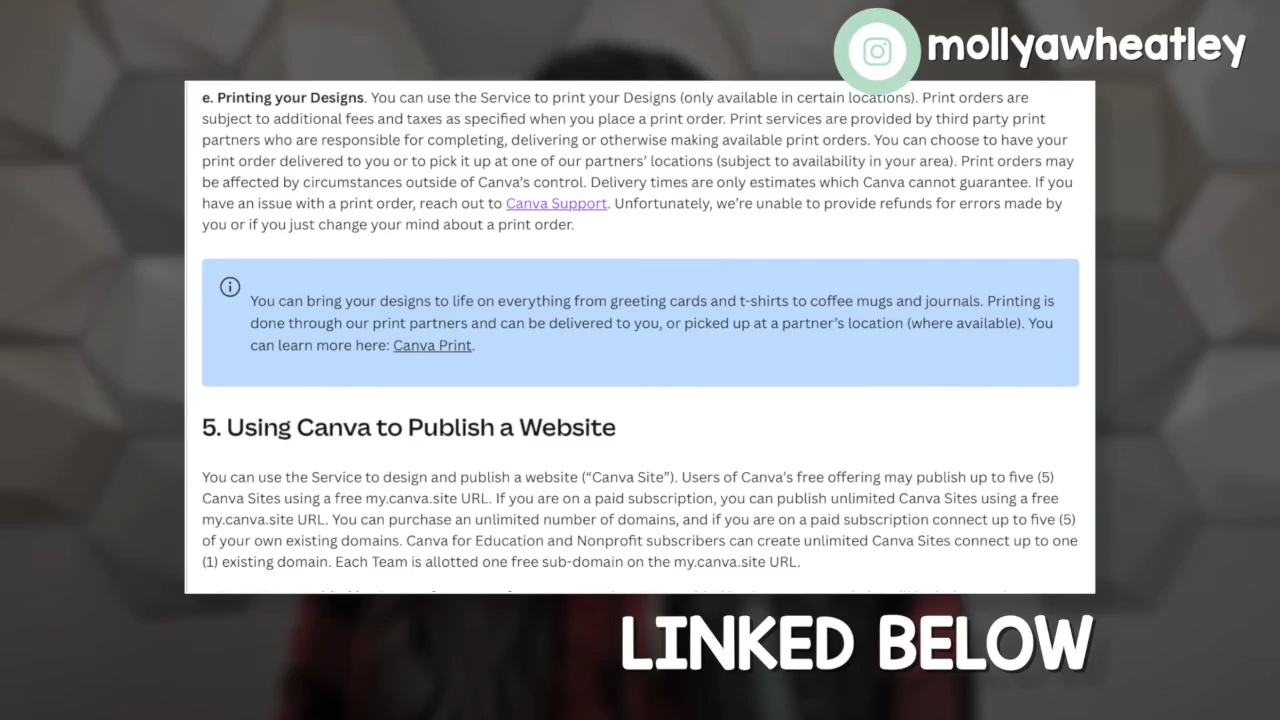 mollyawheatley
e. Printing your Designs. You can use the Service to print your Designs (only available in certain locations). Print orders are
subject to additional fees and taxes as specified when you place a print order. Print services are provided by third party print
partners who are responsible for completing, delivering or otherwise making available print orders. You can choose to have your
print order delivered to you or to pick it up at one of our partners’ locations (subject to availability in your area). Print orders may
be affected by circumstances outside of Canva’s control. Delivery times are only estimates which Canva cannot guarantee. If you
have an issue with a print order, reach out to Canva Support. Unfortunately, we’re unable to provide refunds for errors made by
you or if you just change your mind about a print order.
You can bring your designs to life on everything from greeting cards and t-shirts to coffee mugs and journals. Printing is
done through our print partners and can be delivered to you, or picked up at a partner’s location (where available). You
can learn more here: Canva Print.
5. Using Canva to Publish a Website
You can use the Service to design and publish a website (“Canva Site”). Users of Canva’s free offering may publish up to five (5)
Canva Sites using a free my.canva.site URL. If you are on a paid subscription, you can publish unlimited Canva Sites using a free
my.canva.site URL. You can purchase an unlimited number of domains, and if you are on a paid subscription connect up to five (5)
of your own existing domains. Canva for Education and Nonprofit subscribers can create unlimited Canva Sites connect up to one
(1) existing domain. Each Team is allotted one free sub-domain on the my.canva.site URL.
LINKED BELOW